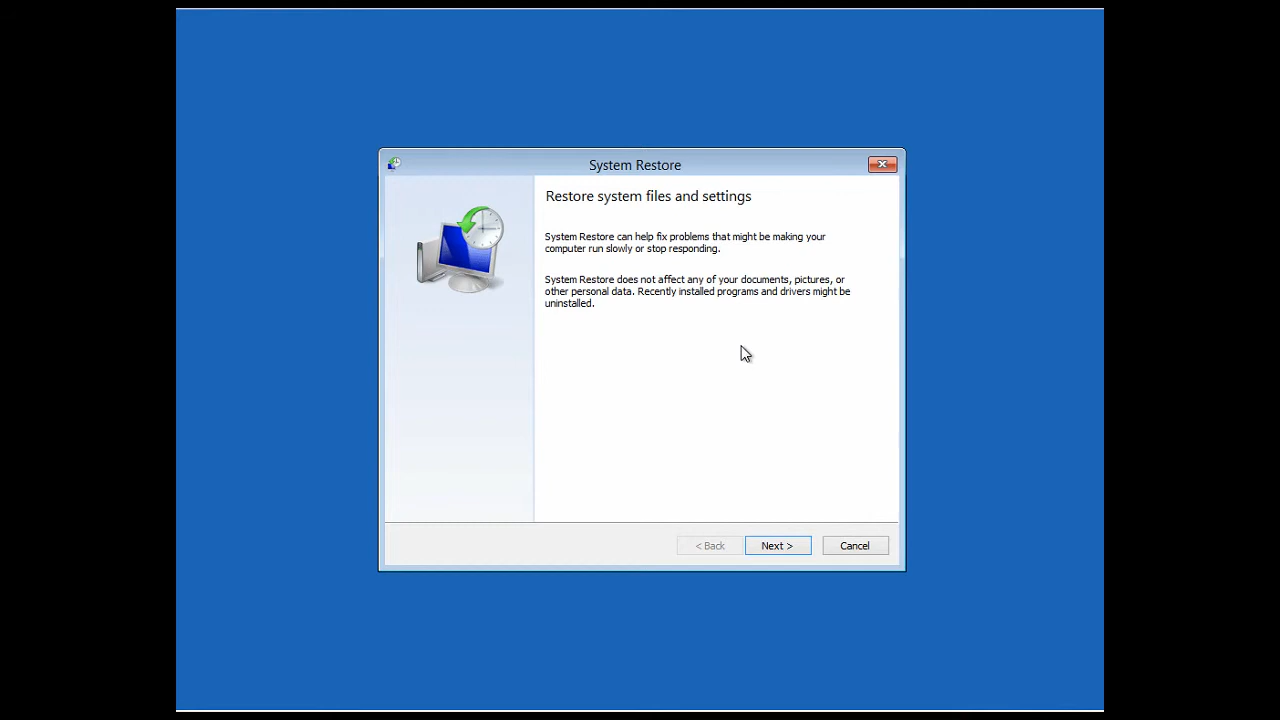 System Restore
Restore system files and settings
System Restore can help fix problems that might be making your
computer run slowly or stop responding.
System Restore does not affect any of your documents, pictures, or
other personal data. Recently installed programs and drivers might be
uninstalled.
< Back Next > Cancel